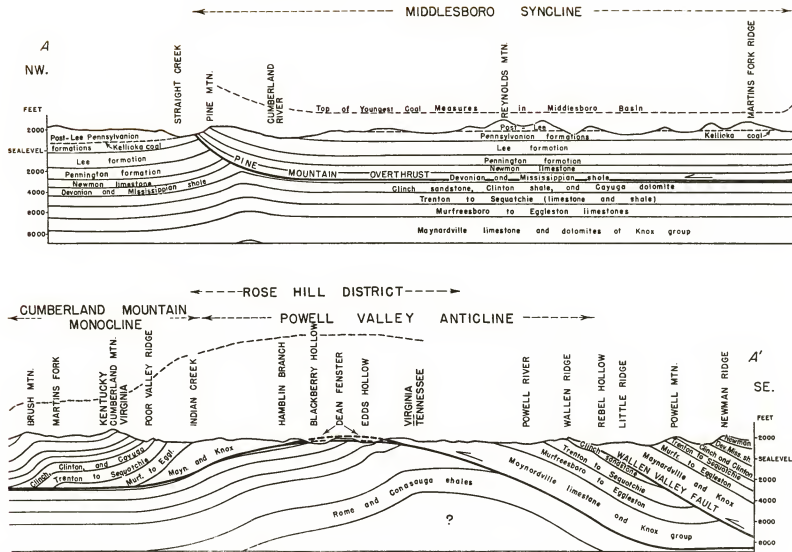 MIDDLESBORO SYNCLINE
A
NW.
STRAIGHT CREEK
PINE MTN.
CUMBERLAND RIVER
REYNOLDS MTN.
MARTINS FORK RIDGE
Top of Youngest Coal Measures in Middlesboro Basin
FEET
2000
SEALEVEL
2000
4000
6000
8000
Post-Lee Pennsylvanian formations
Kellioka coal
Lee formation
Pennington formation
Newman limestone
Devonian and Mississippian shale
PINE MOUNTAIN OVERTHRUST
Post-Lee
Pennsylvanian formations
Kellioka coal
Lee formation
Pennington formation
Newman limestone
Devonian and Mississippian shale
Clinch sandstone, Clinton shale, and Cayuga dolomite
Trenton to Sequatchie (limestone and shale)
Murfreesboro to Eggleston limestones
Maynardville limestone and dolomites of Knox group
ROSE HILL DISTRICT
CUMBERLAND MOUNTAIN MONOCLINE
POWELL VALLEY ANTICLINE
BRUSH MTN.
MARTINS FORK
KENTUCKY
CUMBERLAND MTN.
VIRGINIA
POOR VALLEY RIDGE
INDIAN CREEK
HAMBLIN BRANCH
BLACKBERRY HOLLOW
DEAN FENSTER
EDDS HOLLOW
VIRGINIA
TENNESSEE
POWELL RIVER
WALLEN RIDGE
REBEL HOLLOW
LITTLE RIDGE
POWELL MTN.
NEWMAN RIDGE
A'
SE.
FEET
2000
SEALEVEL
2000
4000
6000
8000
Clinch, Clinton, and Cayuga
Trenton to Sequatchie
Murf. to Eggl.
Mayn. and Knox
Rome and Conasauga shales
?
Clinch sandstone
Trenton to Sequatchie
Murfreesboro to Eggleston
Maynardville limestone and Knox group
WALLEN VALLEY FAULT
Maynardville and Knox
Murf. to Eggleston
Trenton to Sequatchie
Clinch and Clinton
Miss. sh.
Newman